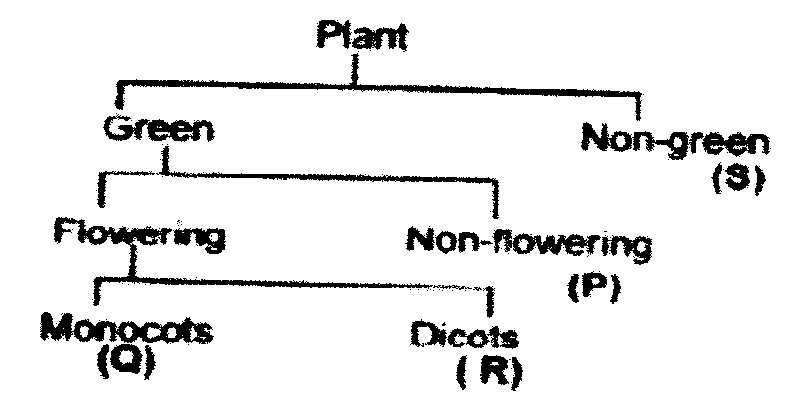 Plant
Green
Non-green
(S)
Flowering
Non-flowering
(P)
Monocots
(Q)
Dicots
( R)